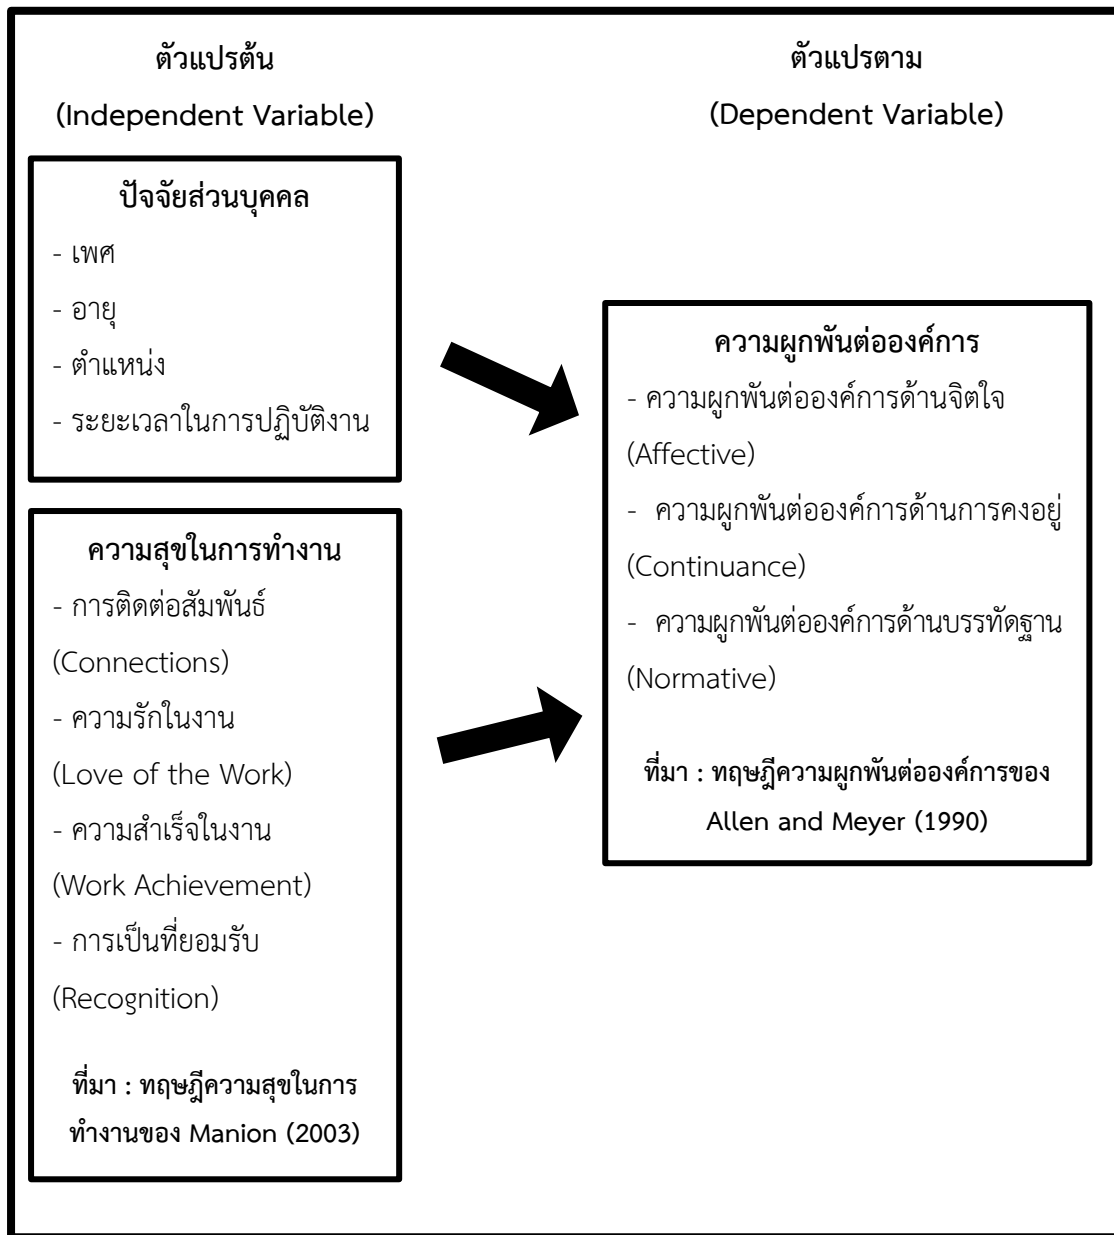 ตัวแปรต้น
(Independent Variable)
ปัจจัยส่วนบุคคล
- เพศ
- อายุ
- ตำแหน่ง
- ระยะเวลาในการปฏิบัติงาน
ความสุขในการทำงาน
- การติดต่อสัมพันธ์
(Connections)
- ความรักในงาน
(Love of the Work)
- ความสำเร็จในงาน
(Work Achievement)
- การเป็นที่ยอมรับ
(Recognition)
ที่มา : ทฤษฎีความสุขในการ
ทำงานของ Manion (2003)
ตัวแปรตาม
(Dependent Variable)
ความผูกพันต่อองค์การ
- ความผูกพันต่อองค์การด้านจิตใจ
(Affective)
- ความผูกพันต่อองค์การด้านการคงอยู่
(Continuance)
- ความผูกพันต่อองค์การด้านบรรทัดฐาน
(Normative)
ที่มา : ทฤษฎีความผูกพันต่อองค์การของ
Allen and Meyer (1990)